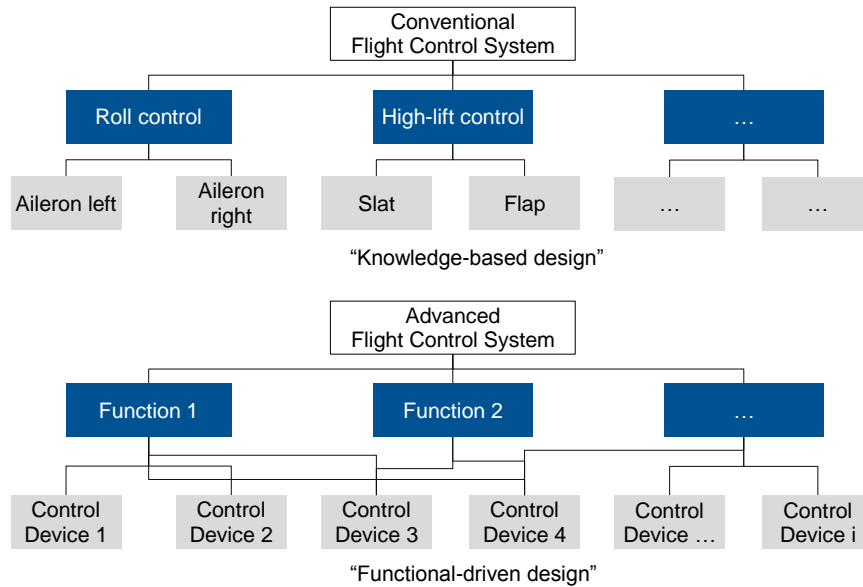 Conventional
Flight Control System
Roll control
High-lift control
…
Aileron left
Aileron
right
Slat
Flap
…
…
“Knowledge-based design”
Advanced
Flight Control System
Function 1
Function 2
…
Control
Device 1
Control
Device 2
Control
Device 3
Control
Device 4
Control
Device …
Control
Device i
“Functional-driven design”